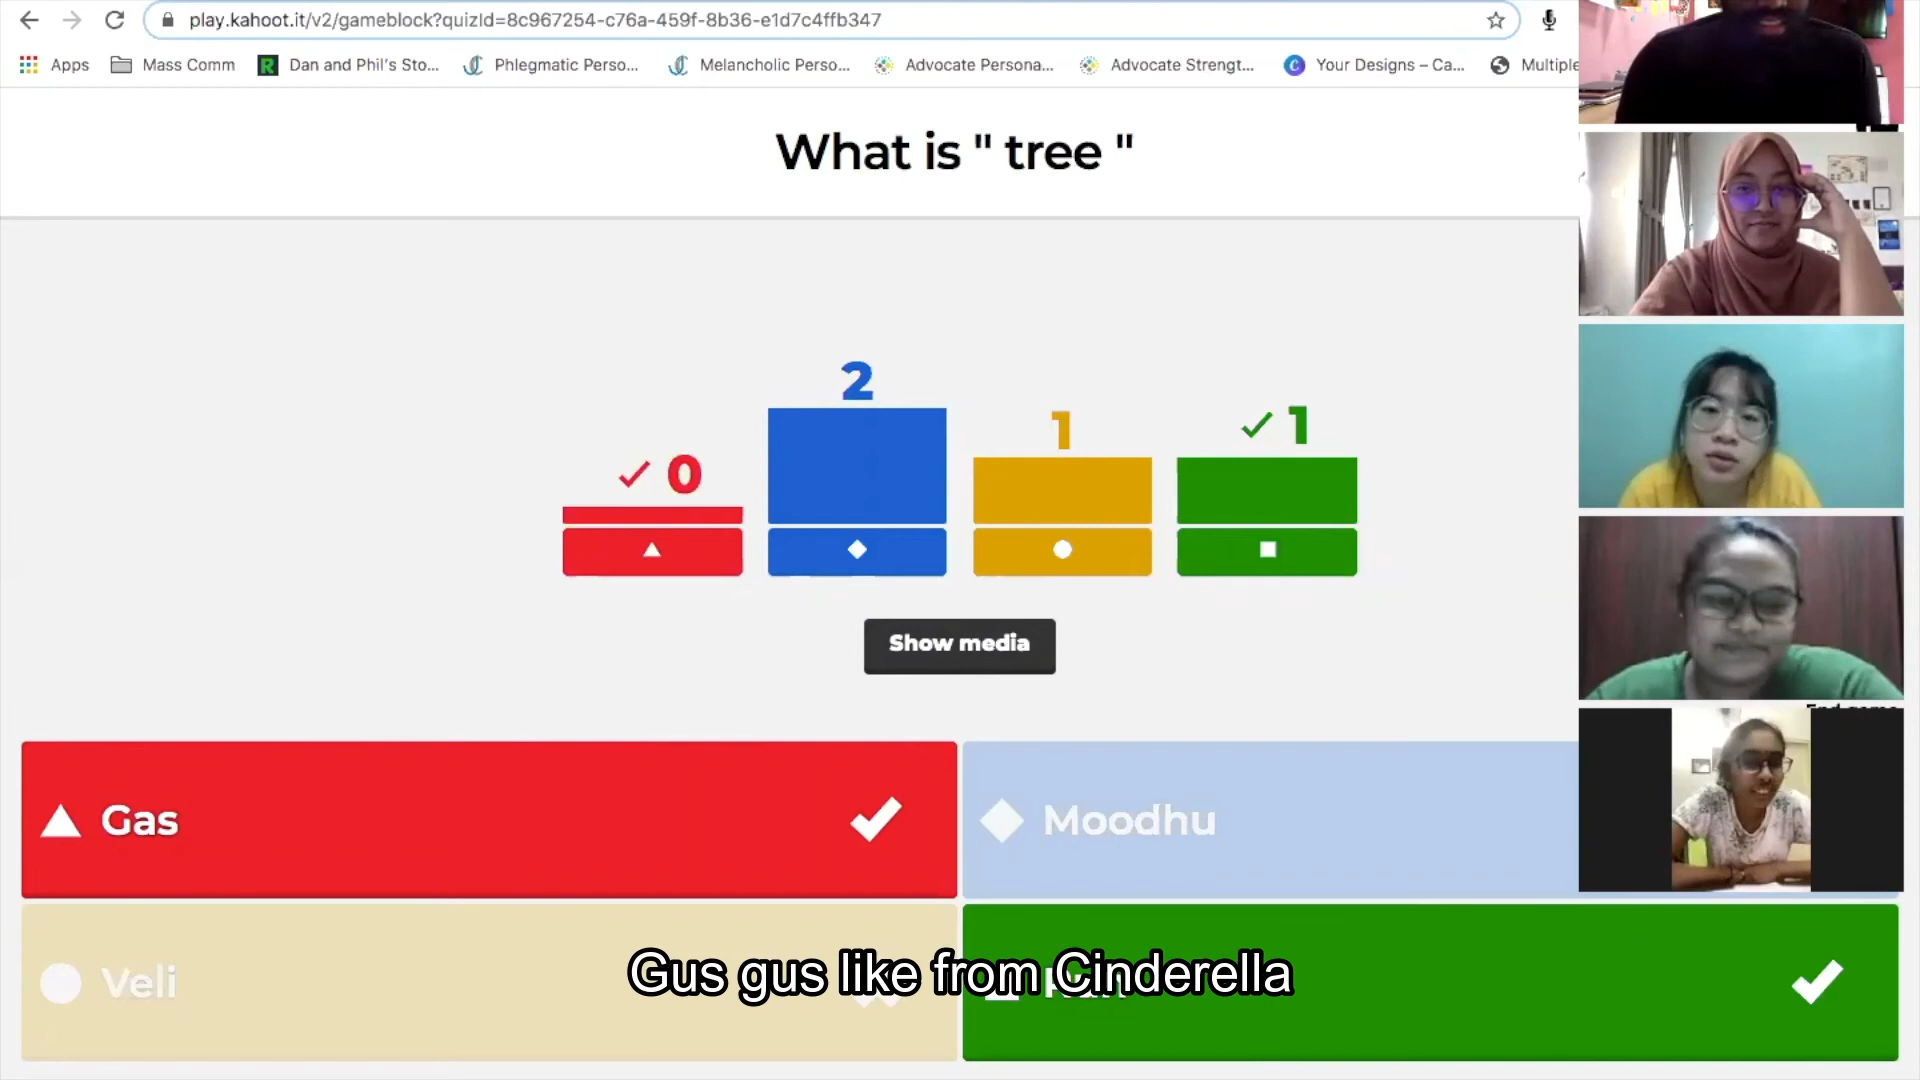 play.kahoot.it/v2/gameblock?quizId=8c967254-c76a-459f-8b36-e1d7c4ffb347
Apps Mass Comm Dan and Phil's Sto... Phlegmatic Perso... Melancholic Perso... Advocate Persona... Advocate Strengt... Your Designs – Ca... Multiple
What is " tree "
2
1
1
0
Show media
Gas
Moodhu
Veli
Gus gus like from Cinderella